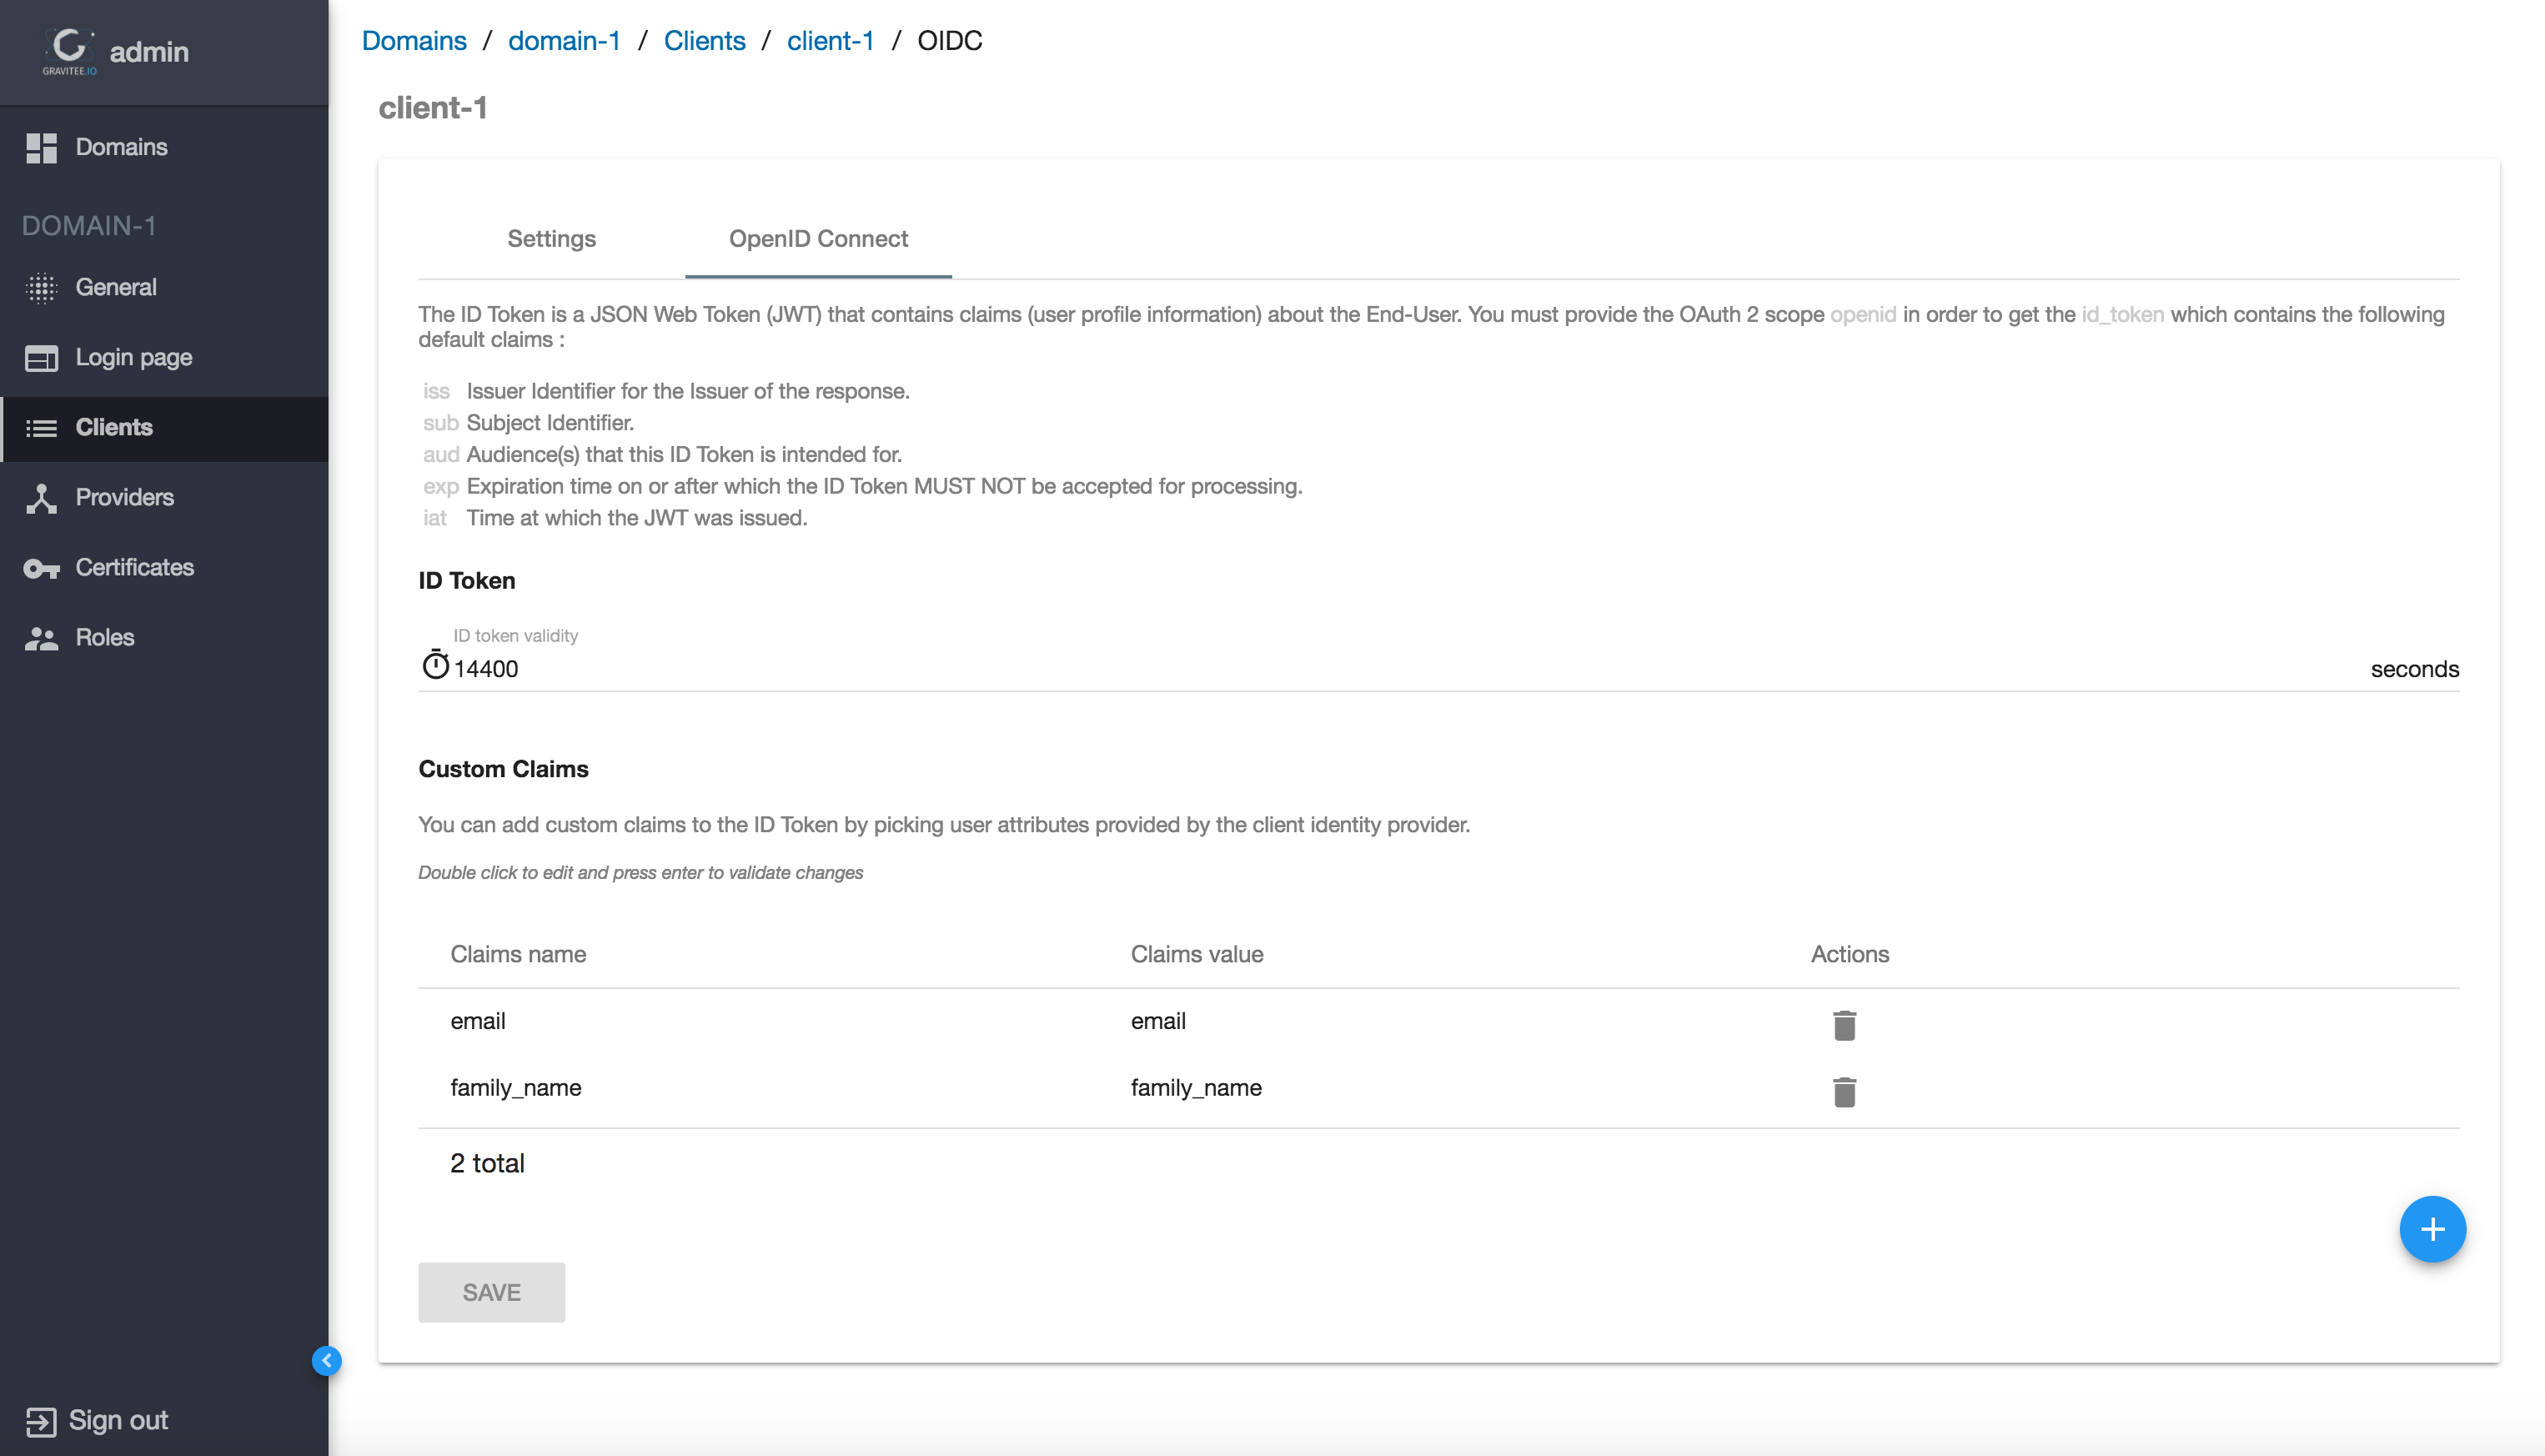 GRAVITEE.IO
admin
Domains
DOMAIN-1
General
Login page
Clients
Providers
Certificates
Roles
Sign out
Domains / domain-1 / Clients / client-1 / OIDC
client-1
Settings OpenID Connect
The ID Token is a JSON Web Token (JWT) that contains claims (user profile information) about the End-User. You must provide the OAuth 2 scope openid in order to get the id_token which contains the following
default claims :
iss Issuer Identifier for the Issuer of the response.
sub Subject Identifier.
aud Audience(s) that this ID Token is intended for.
exp Expiration time on or after which the ID Token MUST NOT be accepted for processing.
iat Time at which the JWT was issued.
ID Token
ID token validity
14400 seconds
Custom Claims
You can add custom claims to the ID Token by picking user attributes provided by the client identity provider.
Double click to edit and press enter to validate changes
Claims name Claims value Actions
email email
family_name family_name
2 total
SAVE